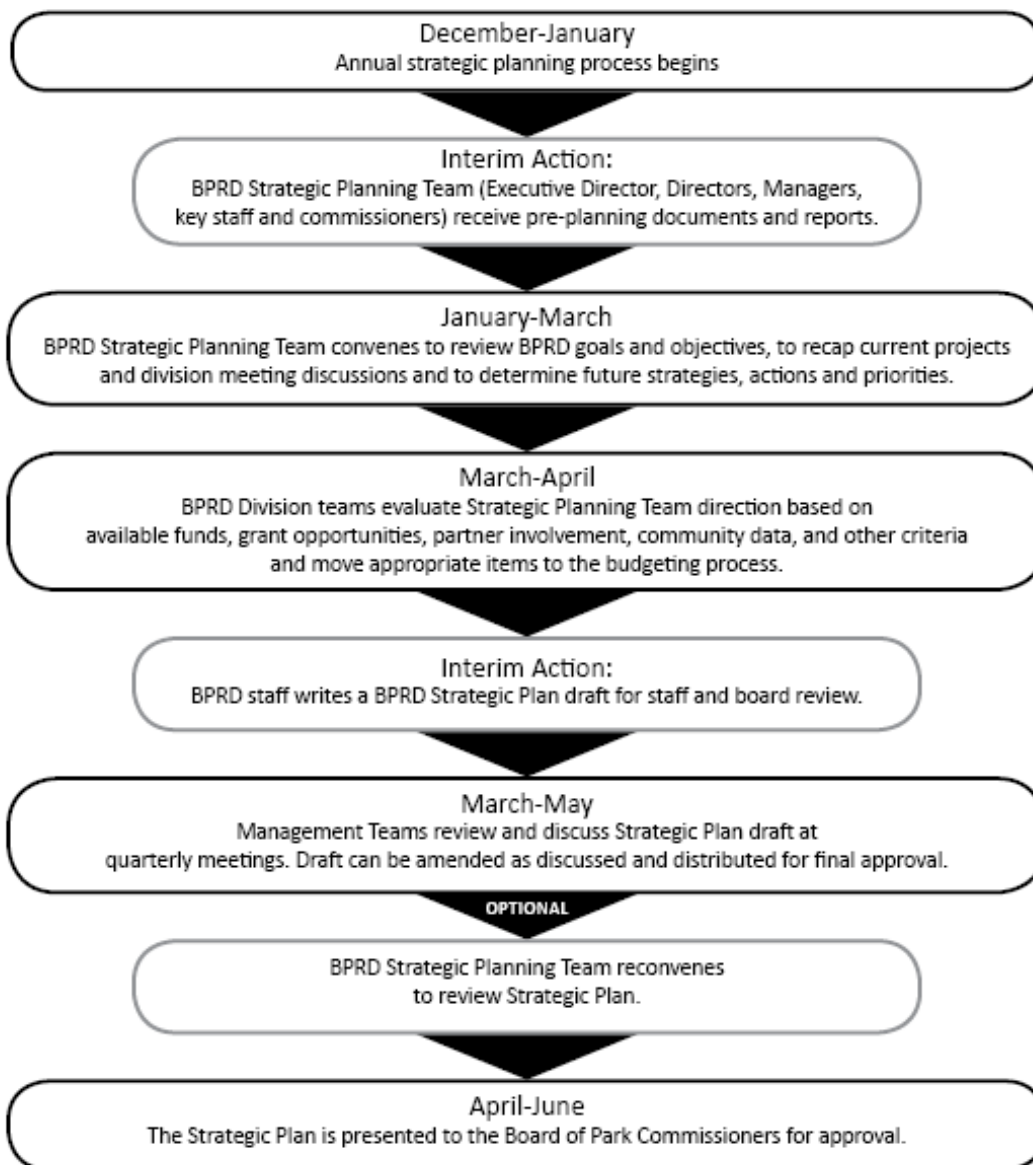 December-January
Annual strategic planning process begins
Interim Action:
BPRD Strategic Planning Team (Executive Director, Directors, Managers,
key staff and commissioners) receive pre-planning documents and reports.
January-March
BPRD Strategic Planning Team convenes to review BPRD goals and objectives, to recap current projects
and division meeting discussions and to determine future strategies, actions and priorities.
March-April
BPRD Division teams evaluate Strategic Planning Team direction based on
available funds, grant opportunities, partner involvement, community data, and other criteria
and move appropriate items to the budgeting process.
Interim Action:
BPRD staff writes a BPRD Strategic Plan draft for staff and board review.
March-May
Management Teams review and discuss Strategic Plan draft at
quarterly meetings. Draft can be amended as discussed and distributed for final approval.
OPTIONAL
BPRD Strategic Planning Team reconvenes
to review Strategic Plan.
April-June
The Strategic Plan is presented to the Board of Park Commissioners for approval.